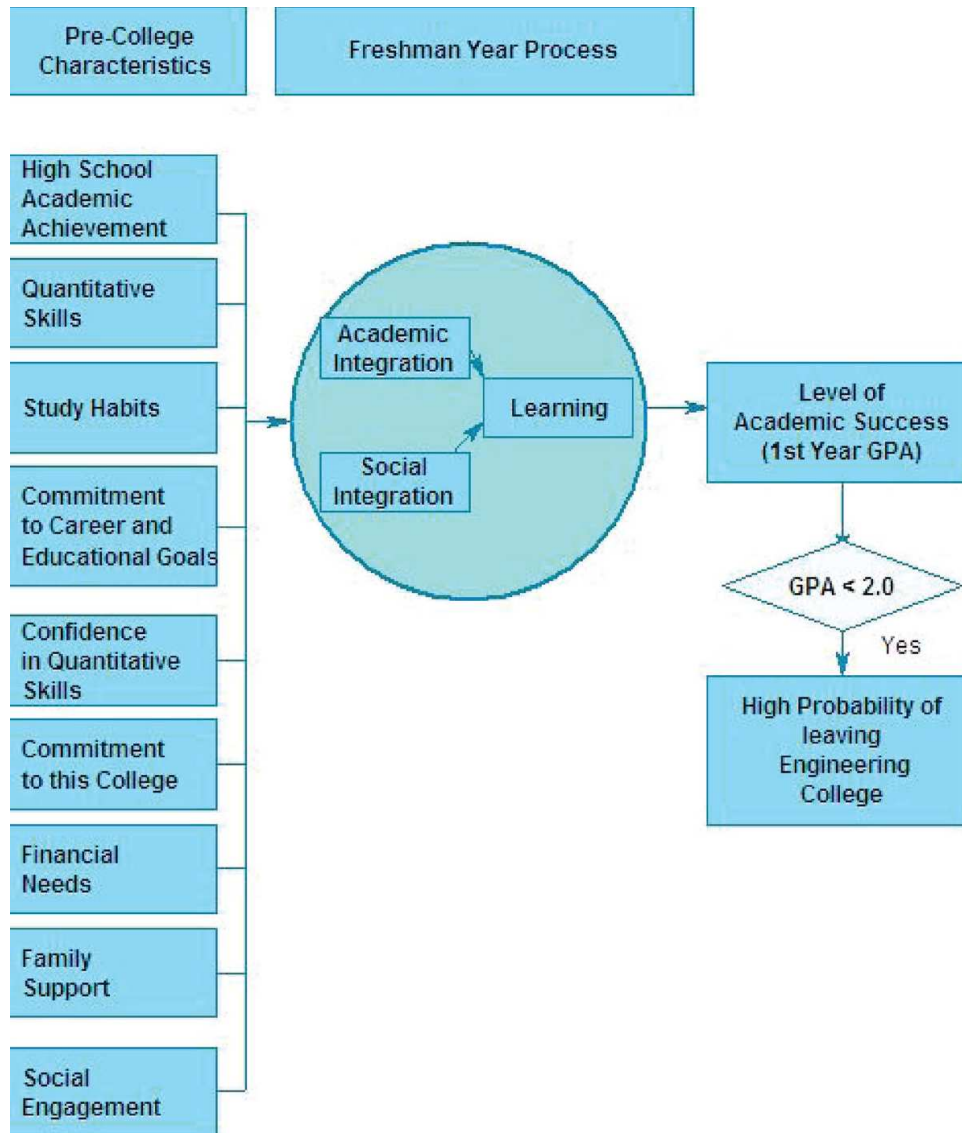 Pre-College
Characteristics
Freshman Year Process
High School
Academic
Achievement
Quantitative
Skills
Study Habits
Commitment
to Career and
Educational Goals
Confidence
in Quantitative
Skills
Commitment
to this College
Financial
Needs
Family
Support
Social
Engagement
Academic
Integration
Social
Integration
Learning
Level of
Academic Success
(1st Year GPA)
GPA < 2.0
Yes
High Probability of
leaving
Engineering
College